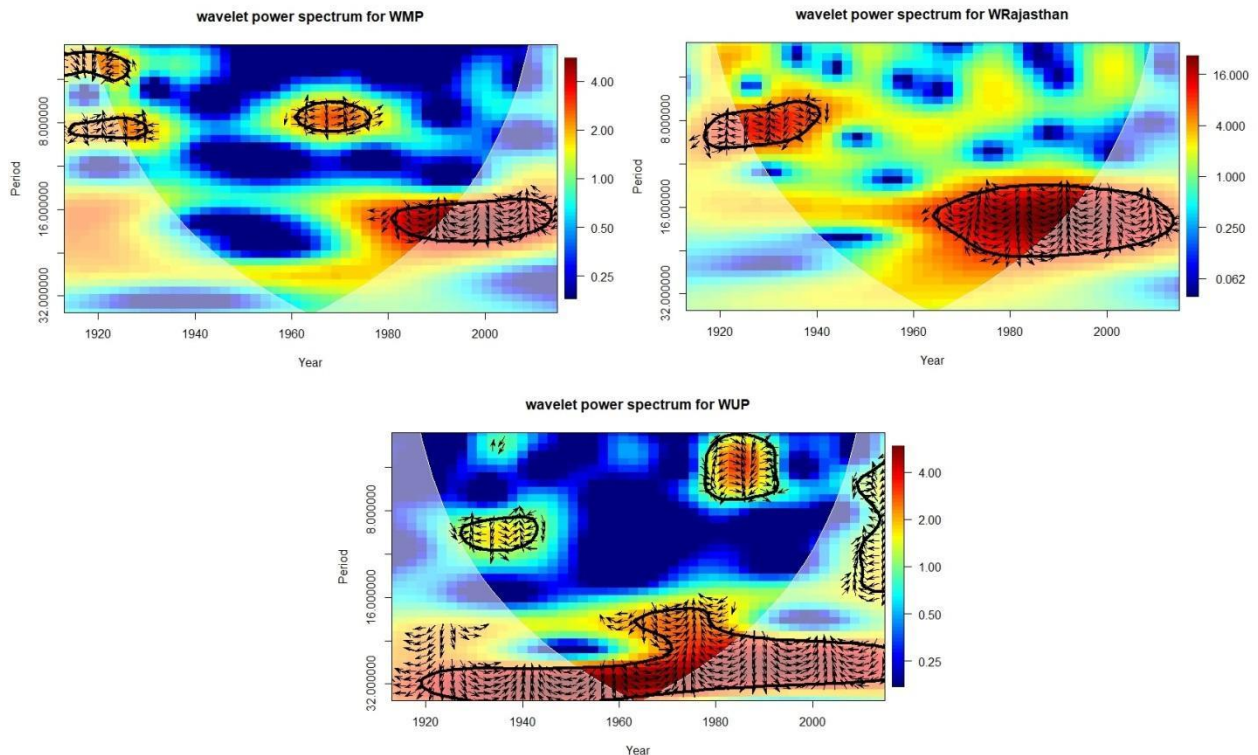 wavelet power spectrum for WMP
Period
8.000000
16.000000
32.000000
4.00
2.00
1.00
0.50
0.25
1920 1940 1960 1980 2000
Year
wavelet power spectrum for WRajasthan
Period
8.000000
16.000000
32.000000
16.000
4.000
1.000
0.250
0.062
1920 1940 1960 1980 2000
Year
wavelet power spectrum for WUP
Period
8.000000
16.000000
32.000000
4.00
2.00
1.00
0.50
0.25
1920 1940 1960 1980 2000
Year